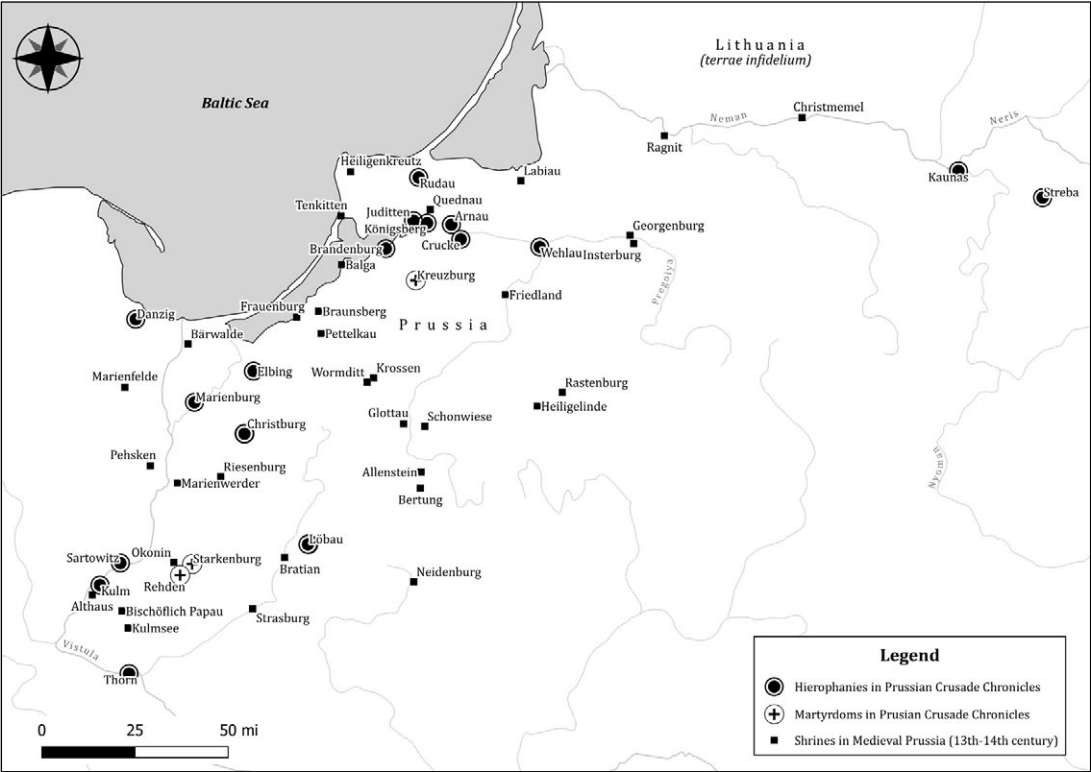 Lithuania
(terrae infidelium)
Baltic Sea
Christmemel
Neman
Neris
Ragnit
Heiligenkreutz
Labiau
Kaunas
Rudau
Streba
Quednau
Tenkitten
Juditten
Arnau
Königsberg
Georgenburg
Crucke
Brandenburg
Wehlau
Insterburg
Balga
Kreuzburg
Pregolya
Friedland
Frauenburg
Braunsberg
Danzig
Prussia
Bärwalde
Pettelkau
Elbing
Wormditt
Krossen
Marienfelde
Rastenburg
Marienburg
Heiligelinde
Glottau
Schonwiese
Christburg
Pehsken
Riesenburg
Allenstein
Nyoman
Marienwerder
Bertung
Löbau
Sartowitz
Okonin
Starkenburg
Bratian
Neidenburg
Rehden
Kulm
Althaus
Bischöflich Papau
Strasburg
Kulmsee
Vistula
Thorn
Legend
Hierophanies in Prussian Crusade Chronicles
Martyrdoms in Prusian Crusade Chronicles
Shrines in Medieval Prussia (13th-14th century)
0 25 50 mi